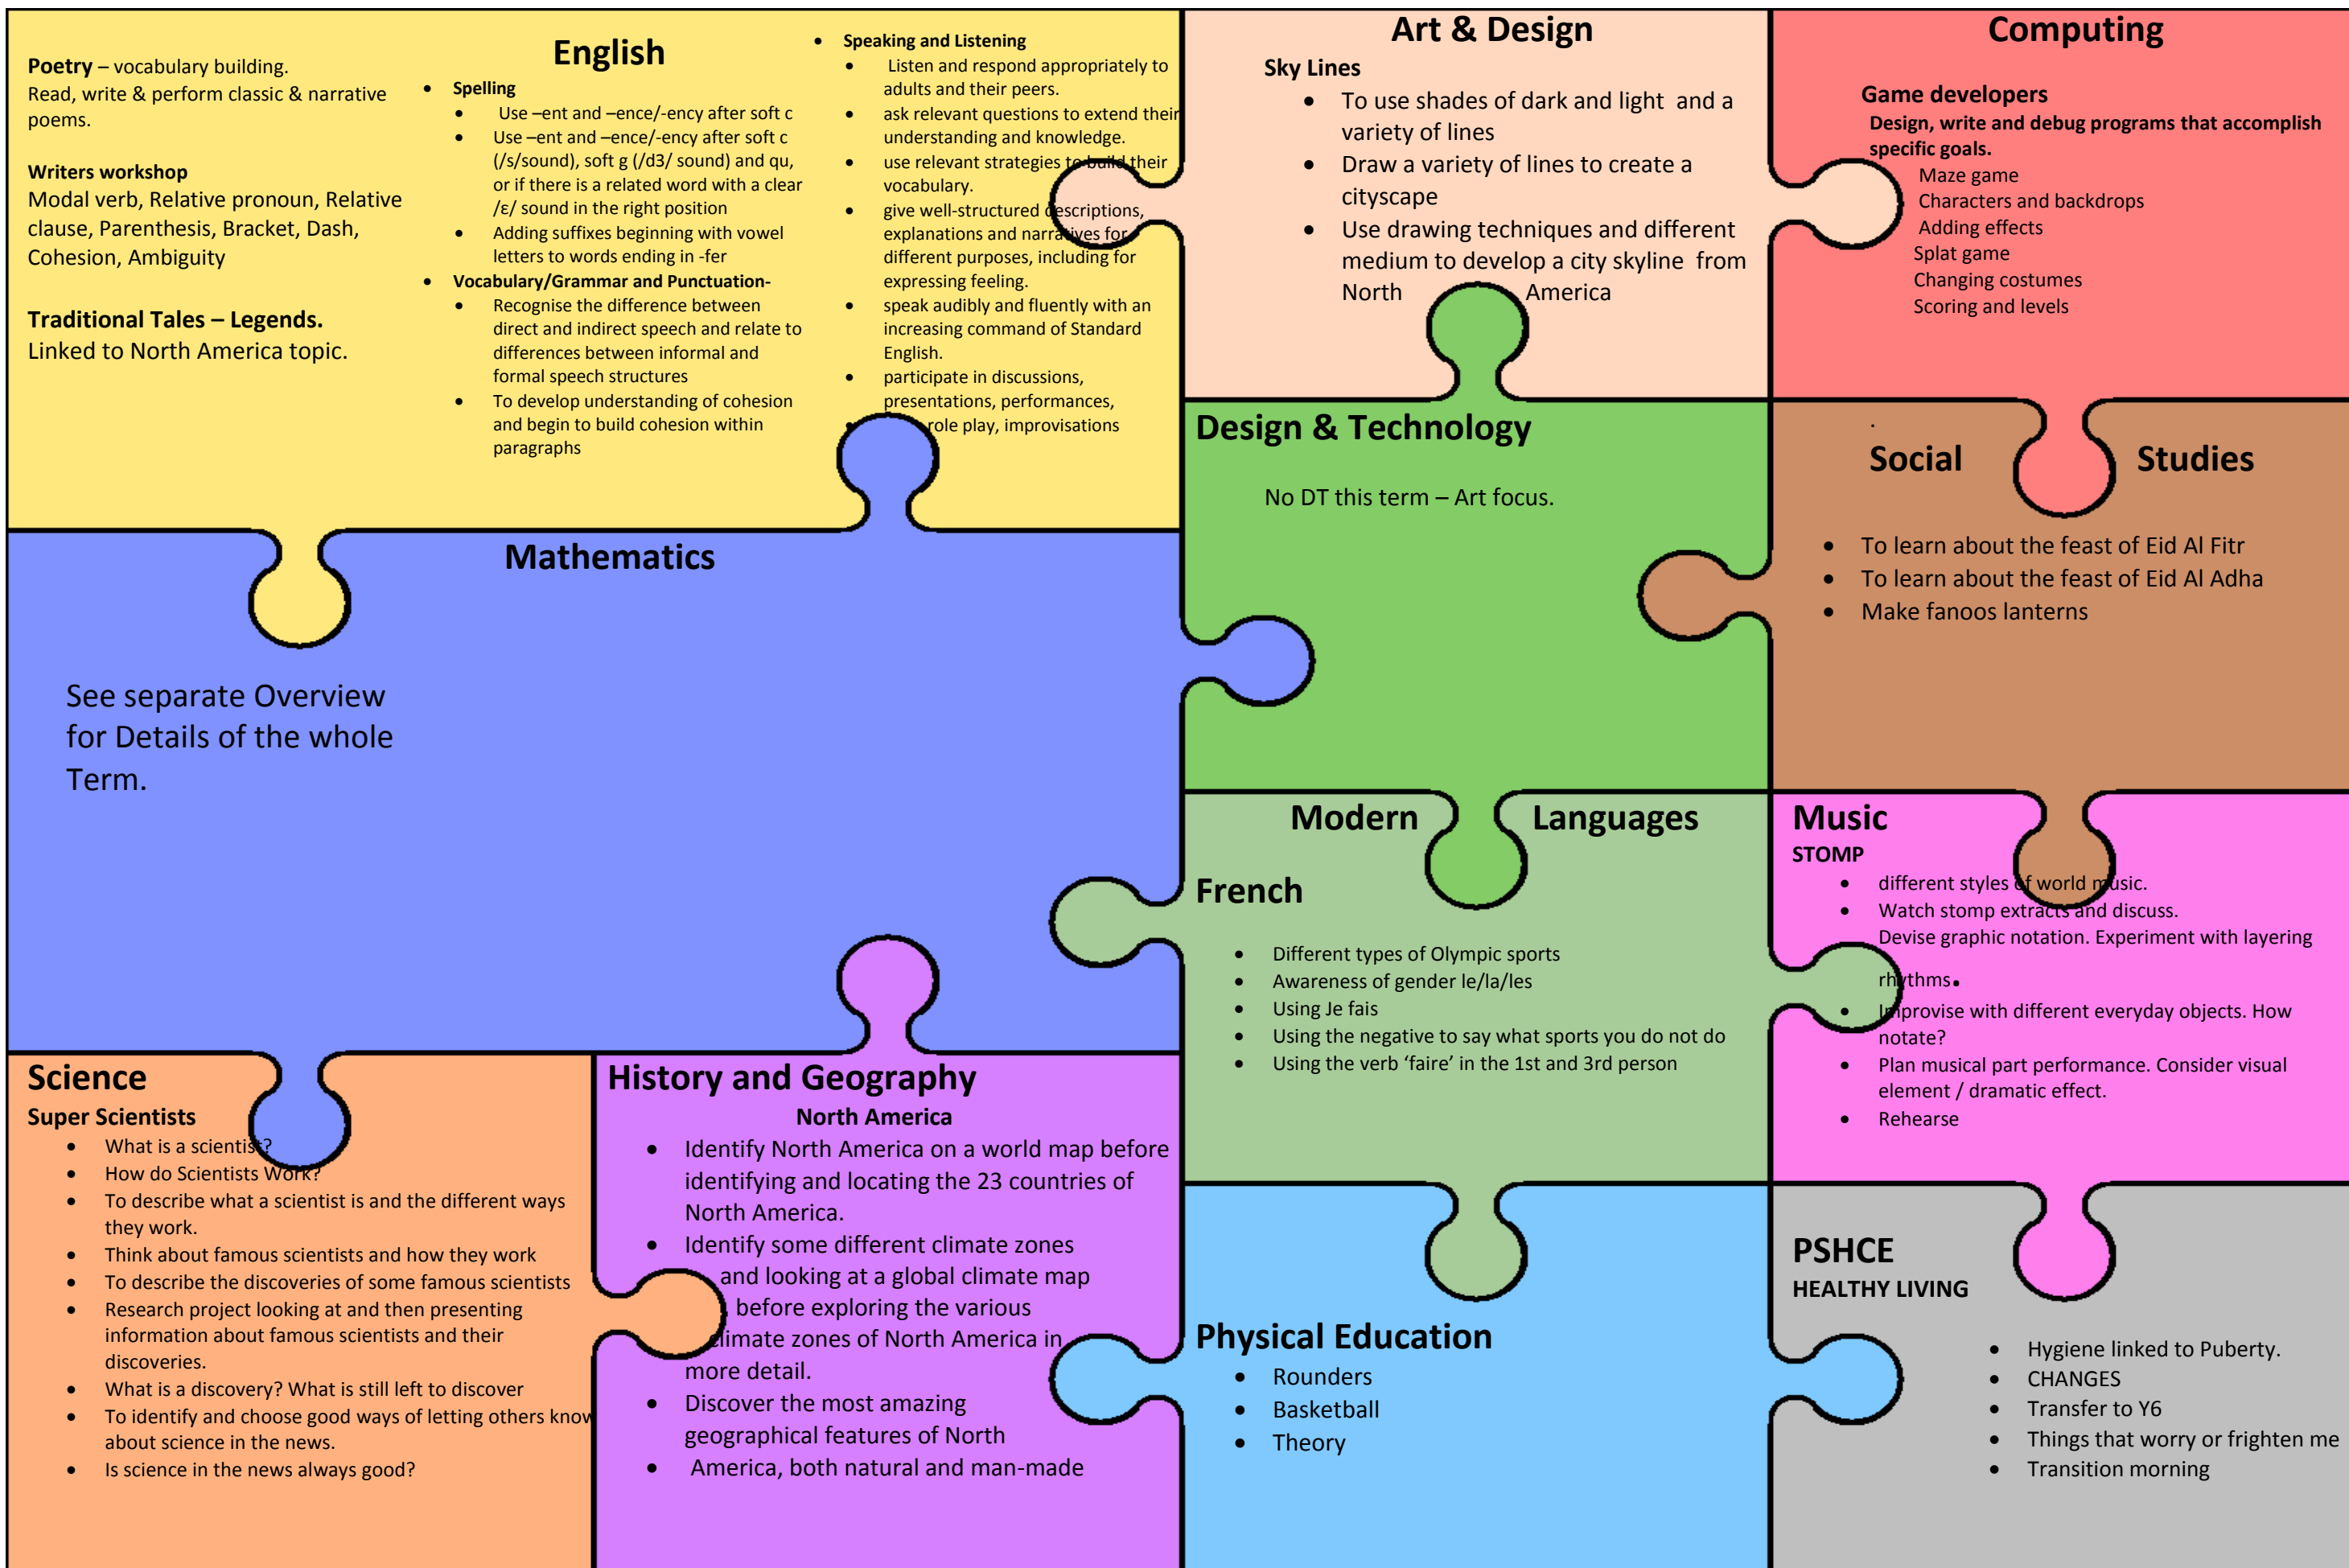 English
Poetry – vocabulary building.
Read, write & perform classic & narrative
poems.
Writers workshop
Modal verb, Relative pronoun, Relative
clause, Parenthesis, Bracket, Dash,
Cohesion, Ambiguity
Traditional Tales – Legends.
Linked to North America topic.
• Spelling
• Use –ent and –ence/-ency after soft c
• Use –ent and –ence/-ency after soft c
(/s/sound), soft g (/d3/ sound) and qu,
or if there is a related word with a clear
/ɛ/ sound in the right position
• Adding suffixes beginning with vowel
letters to words ending in -fer
• Vocabulary/Grammar and Punctuation-
• Recognise the difference between
direct and indirect speech and relate to
differences between informal and
formal speech structures
• To develop understanding of cohesion
and begin to build cohesion within
paragraphs
• Speaking and Listening
• Listen and respond appropriately to
adults and their peers.
• ask relevant questions to extend their
understanding and knowledge.
• use relevant strategies to build their
vocabulary.
• give well-structured descriptions,
explanations and narratives for
different purposes, including for
expressing feeling.
• speak audibly and fluently with an
increasing command of Standard
English.
• participate in discussions,
presentations, performances,
• role play, improvisations
Art & Design
Sky Lines
• To use shades of dark and light and a
variety of lines
• Draw a variety of lines to create a
cityscape
• Use drawing techniques and different
medium to develop a city skyline from
North America
Computing
Game developers
Design, write and debug programs that accomplish
specific goals.
Maze game
Characters and backdrops
Adding effects
Splat game
Changing costumes
Scoring and levels
Mathematics
See separate Overview
for Details of the whole
Term.
Design & Technology
No DT this term – Art focus.
.
Social Studies
• To learn about the feast of Eid Al Fitr
• To learn about the feast of Eid Al Adha
• Make fanoos lanterns
Modern Languages
French
• Different types of Olympic sports
• Awareness of gender le/la/les
• Using Je fais
• Using the negative to say what sports you do not do
• Using the verb ‘faire’ in the 1st and 3rd person
Music
STOMP
• different styles of world music.
• Watch stomp extracts and discuss.
Devise graphic notation. Experiment with layering
rhythms.
• Improvise with different everyday objects. How
notate?
• Plan musical part performance. Consider visual
element / dramatic effect.
• Rehearse
Science
Super Scientists
• What is a scientist?
• How do Scientists Work?
• To describe what a scientist is and the different ways
they work.
• Think about famous scientists and how they work
• To describe the discoveries of some famous scientists
• Research project looking at and then presenting
information about famous scientists and their
discoveries.
• What is a discovery? What is still left to discover
• To identify and choose good ways of letting others know
about science in the news.
• Is science in the news always good?
History and Geography
North America
• Identify North America on a world map before
identifying and locating the 23 countries of
North America.
• Identify some different climate zones
and looking at a global climate map
before exploring the various
climate zones of North America in
more detail.
• Discover the most amazing
geographical features of North
• America, both natural and man-made
Physical Education
• Rounders
• Basketball
• Theory
PSHCE
HEALTHY LIVING
• Hygiene linked to Puberty.
• CHANGES
• Transfer to Y6
• Things that worry or frighten me
• Transition morning